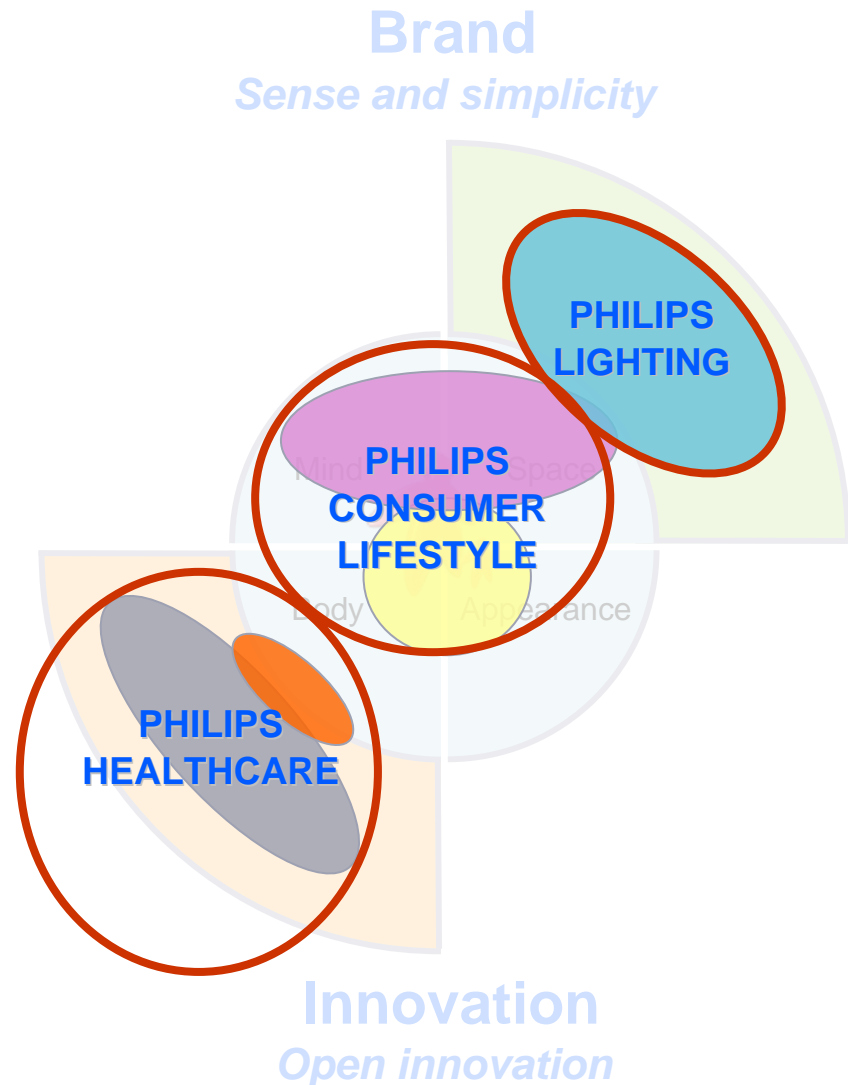 Brand
Sense and simplicity
PHILIPS
LIGHTING
Mind
Space
PHILIPS
CONSUMER
LIFESTYLE
Body
Appearance
PHILIPS
HEALTHCARE
Innovation
Open innovation